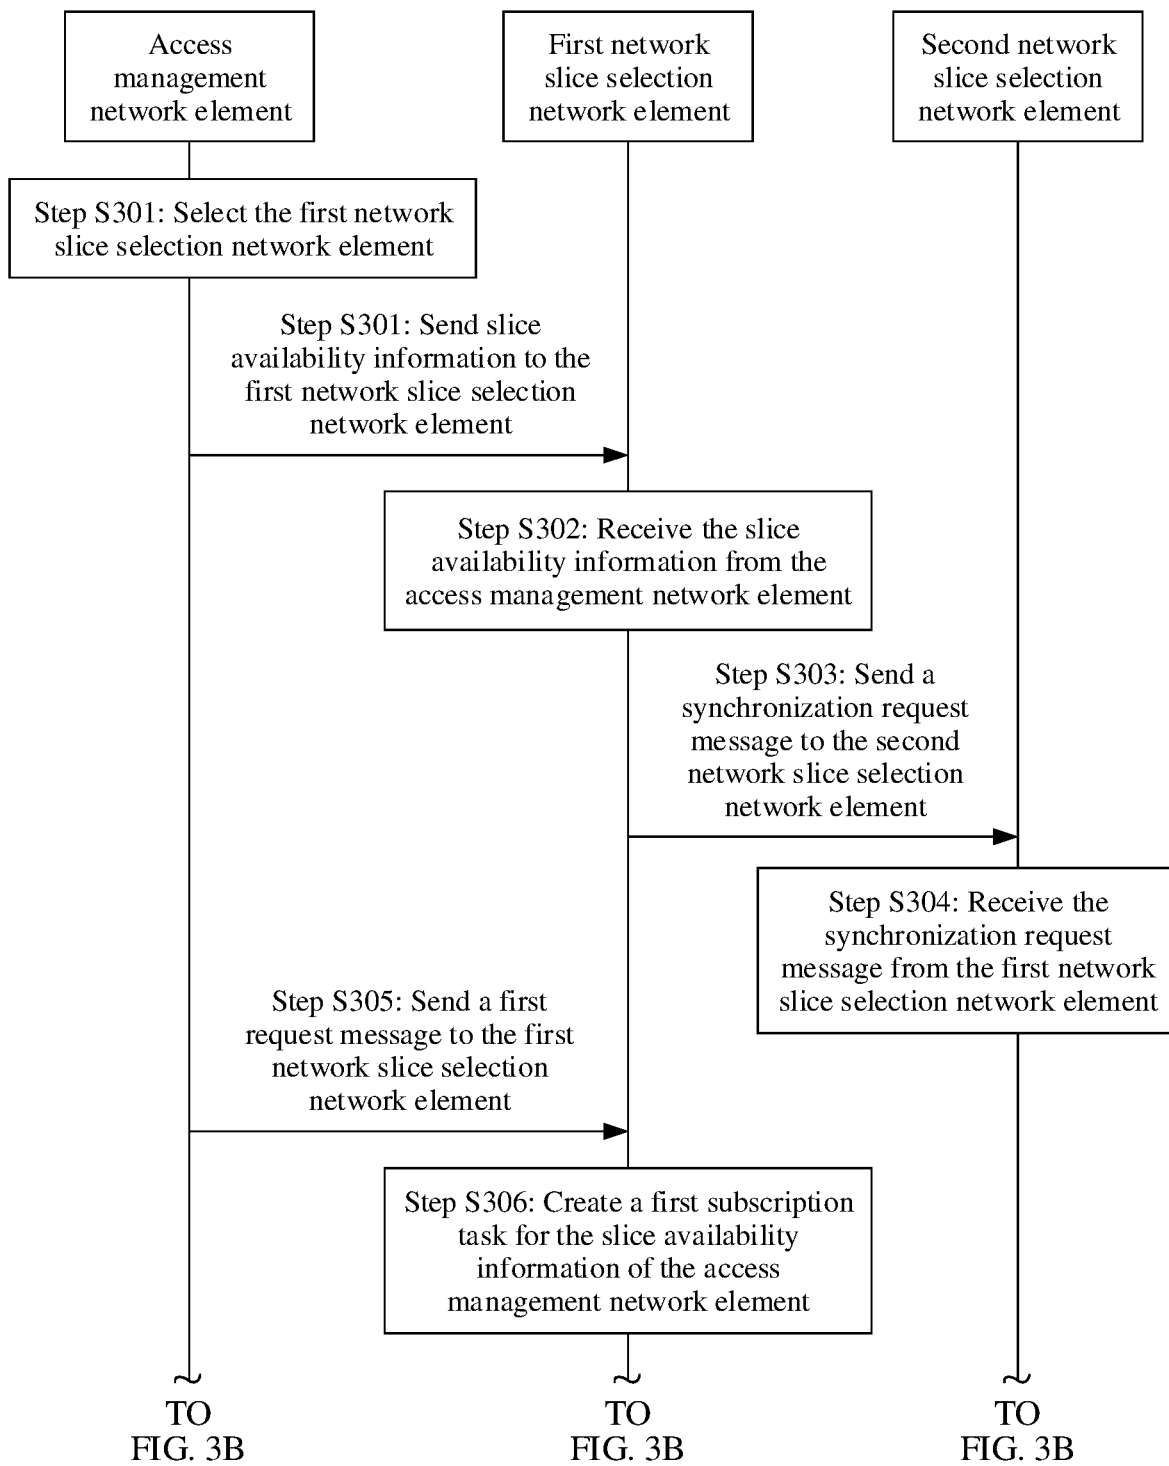 Access
management
network element
First network
slice selection
network element
Second network
slice selection
network element
Step S301: Select the first network
slice selection network element
Step S301: Send slice
availability information to the
first network slice selection
network element
Step S302: Receive the slice
availability information from the
access management network element
Step S303: Send a
synchronization request
message to the second
network slice selection
network element
Step S304: Receive the
synchronization request
message from the first network
slice selection network element
Step S305: Send a first
request message to the first
network slice selection
network element
Step S306: Create a first subscription
task for the slice availability
information of the access
management network element
TO
FIG. 3B
TO
FIG. 3B
TO
FIG. 3B